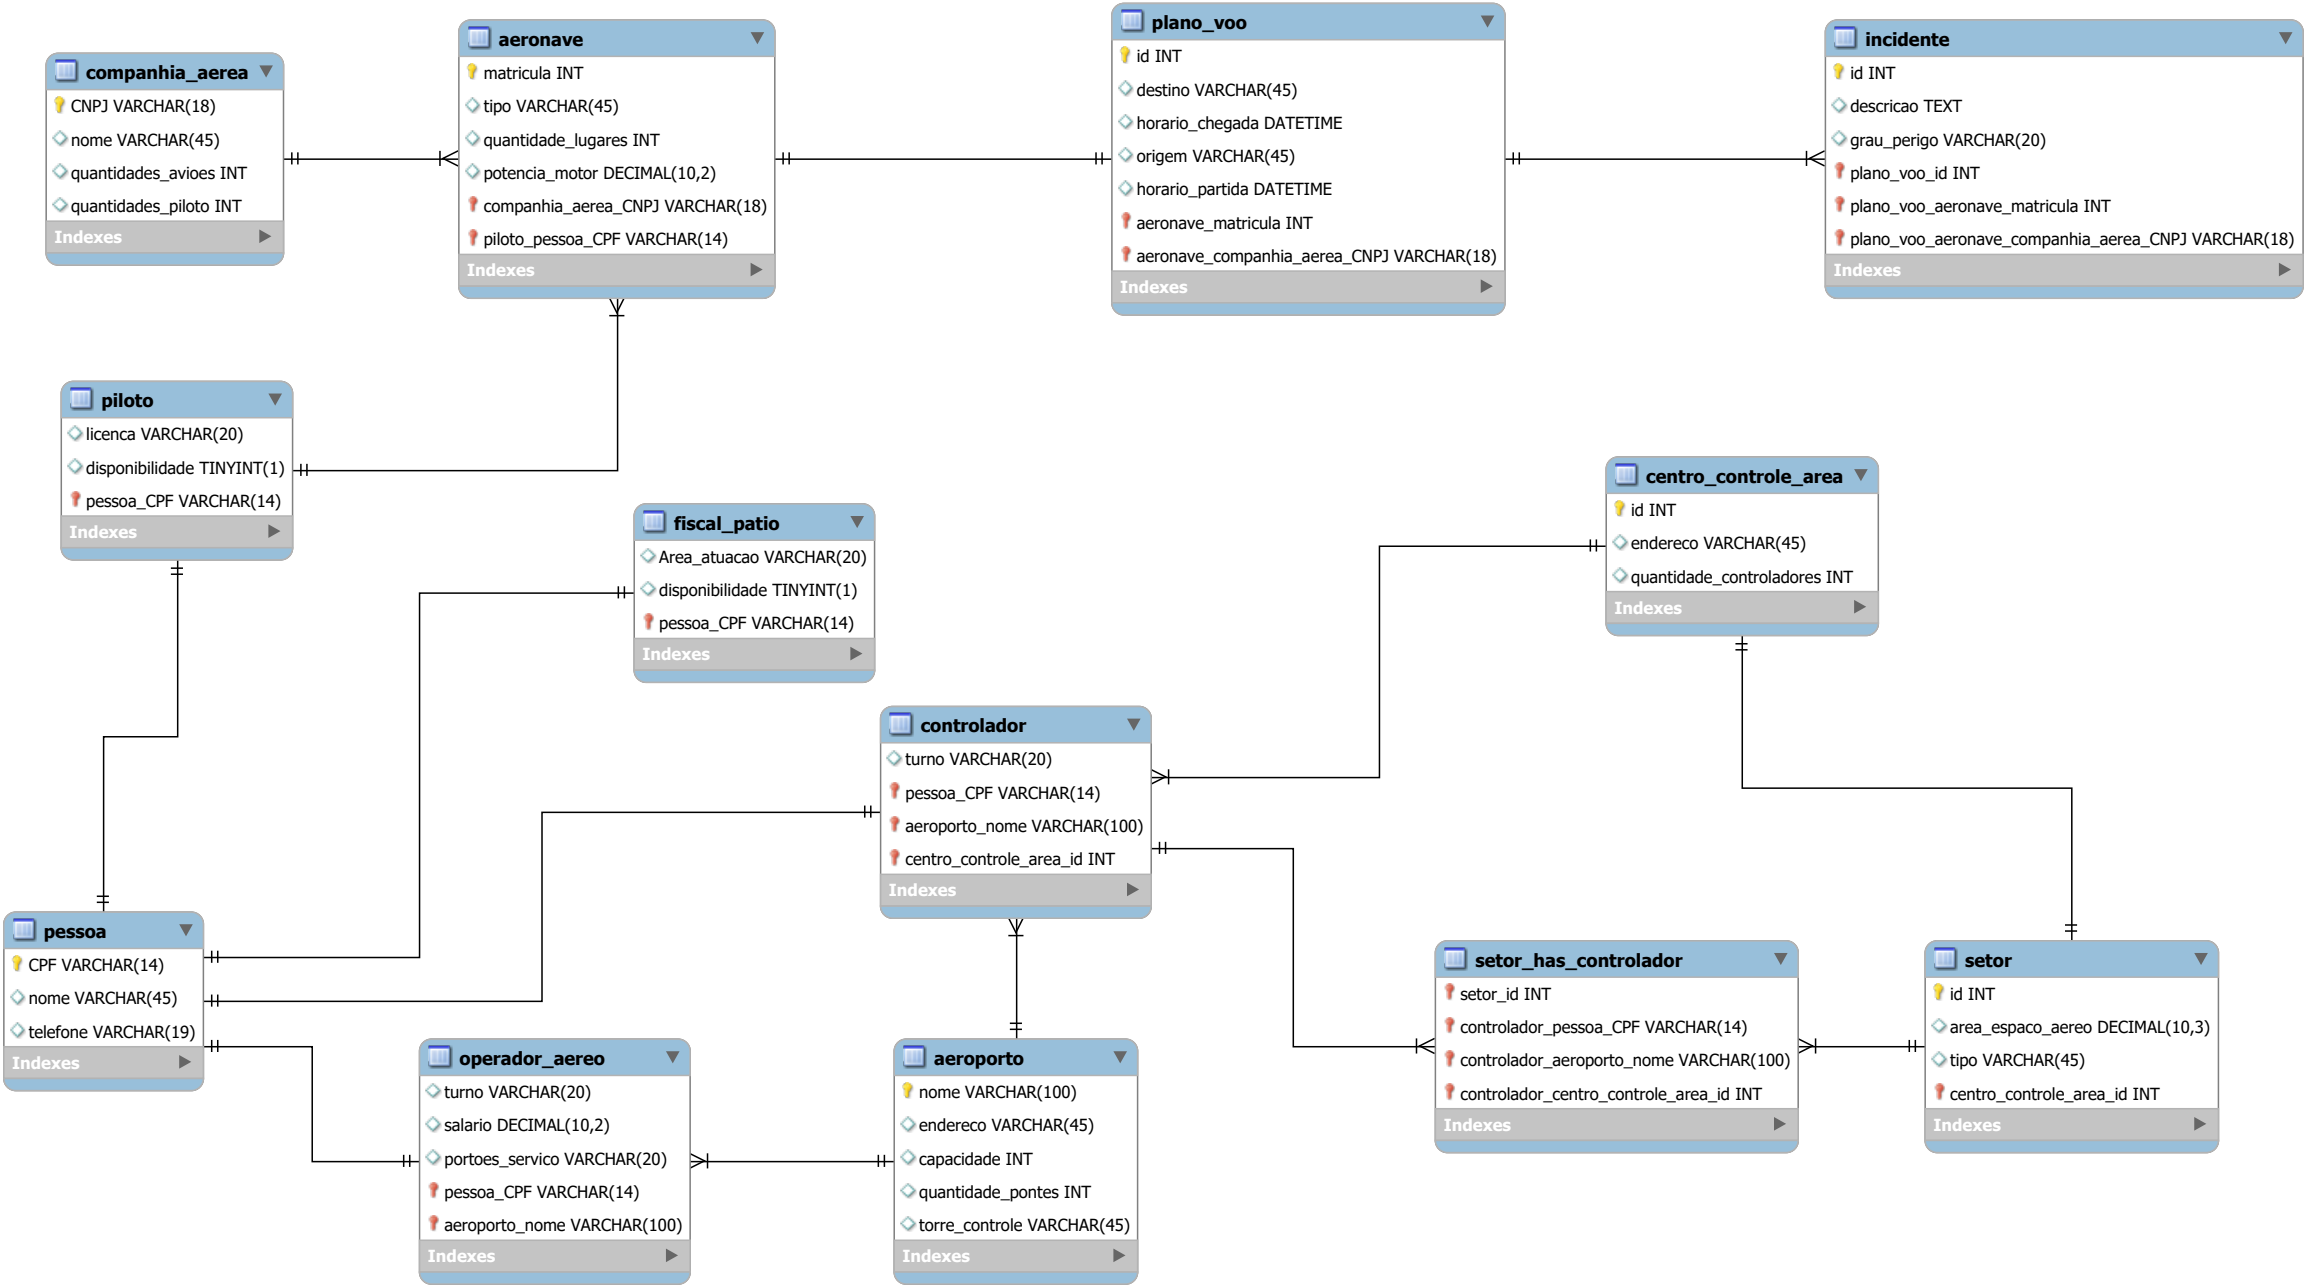 companhia_aerea
CNPJ VARCHAR(18)
nome VARCHAR(45)
quantidades_avioes INT
quantidades_piloto INT
Indexes
aeronave
matricula INT
tipo VARCHAR(45)
quantidade_lugares INT
potencia_motor DECIMAL(10,2)
companhia_aerea_CNPJ VARCHAR(18)
piloto_pessoa_CPF VARCHAR(14)
Indexes
plano_voo
id INT
destino VARCHAR(45)
horario_chegada DATETIME
origem VARCHAR(45)
horario_partida DATETIME
aeronave_matricula INT
aeronave_companhia_aerea_CNPJ VARCHAR(18)
Indexes
incidente
id INT
descricao TEXT
grau_perigo VARCHAR(20)
plano_voo_id INT
plano_voo_aeronave_matricula INT
plano_voo_aeronave_companhia_aerea_CNPJ VARCHAR(18)
Indexes
piloto
licenca VARCHAR(20)
disponibilidade TINYINT(1)
pessoa_CPF VARCHAR(14)
Indexes
fiscal_patio
Area_atuacao VARCHAR(20)
disponibilidade TINYINT(1)
pessoa_CPF VARCHAR(14)
Indexes
centro_controle_area
id INT
endereco VARCHAR(45)
quantidade_controladores INT
Indexes
controlador
turno VARCHAR(20)
pessoa_CPF VARCHAR(14)
aeroporto_nome VARCHAR(100)
centro_controle_area_id INT
Indexes
pessoa
CPF VARCHAR(14)
nome VARCHAR(45)
telefone VARCHAR(19)
Indexes
operador_aereo
turno VARCHAR(20)
salario DECIMAL(10,2)
portoes_servico VARCHAR(20)
pessoa_CPF VARCHAR(14)
aeroporto_nome VARCHAR(100)
Indexes
aeroporto
nome VARCHAR(100)
endereco VARCHAR(45)
capacidade INT
quantidade_pontes INT
torre_controle VARCHAR(45)
Indexes
setor_has_controlador
setor_id INT
controlador_pessoa_CPF VARCHAR(14)
controlador_aeroporto_nome VARCHAR(100)
controlador_centro_controle_area_id INT
Indexes
setor
id INT
area_espaco_aereo DECIMAL(10,3)
tipo VARCHAR(45)
centro_controle_area_id INT
Indexes